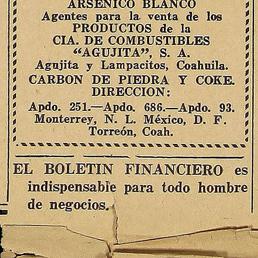 ARSENICO BLANCO
Agentes para la venta de los
PRODUCTOS de la
CIA. DE COMBUSTIBLES
"AGUJITA", S. A.
Agujita y Lampacitos, Coahuila.
CARBON DE PIEDRA Y COKE.
DIRECCION:
Apdo. 251.—Apdo. 686.—Apdo. 93.
Monterrey, N. L. México, D. F.
Torreón, Coah.
EL BOLETIN FINANCIERO es
indispensable para todo hombre
de negocios.